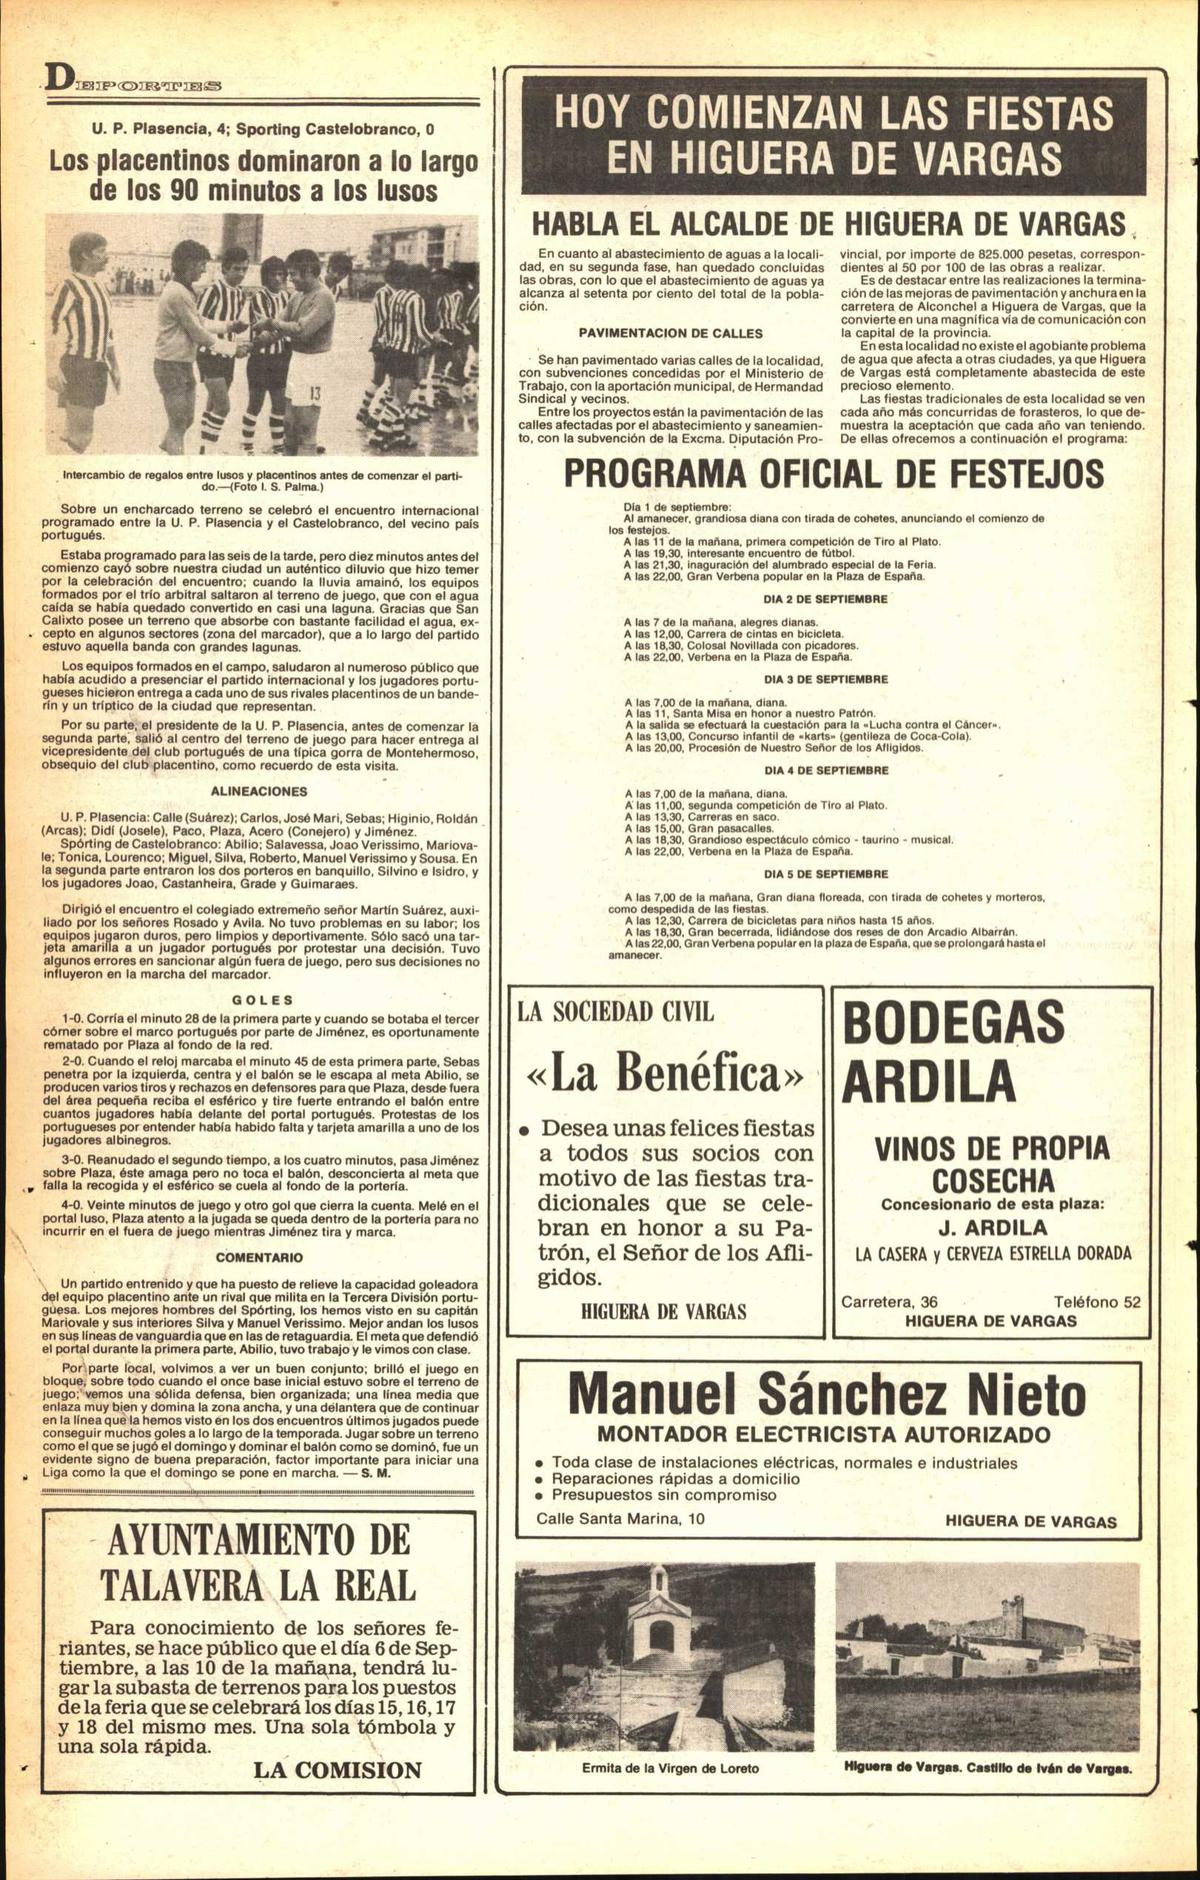 DEPORTES
U. P. Plasencia, 4; Sporting Castelobranco, 0
Los placentinos dominaron a lo largo
de los 90 minutos a los lusos
13
Intercambio de regalos entre lusos y placentinos antes de comenzar el parti-
do.—(Foto I. S. Palma.)
Sobre un encharcado terreno se celebró el encuentro internacional
programado entre la U. P. Plasencia y el Castelobranco, del vecino país
portugués.
Estaba programado para las seis de la tarde, pero diez minutos antes del
comienzo cayó sobre nuestra ciudad un auténtico diluvio que hizo temer
por la celebración del encuentro; cuando la lluvia amainó, los equipos
formados por el trío arbitral saltaron al terreno de juego, que con el agua
caída se había quedado convertido en casi una laguna. Gracias que San
Calixto posee un terreno que absorbe con bastante facilidad el agua, ex-
cepto en algunos sectores (zona del marcador), que a lo largo del partido
estuvo aquella banda con grandes lagunas.
Los equipos formados en el campo, saludaron al numeroso público que
había acudido a presenciar el partido internacional y los jugadores portu-
gueses hicieron entrega a cada uno de sus rivales placentinos de un bande-
rín y un tríptico de la ciudad que representan.
Por su parte, el presidente de la U. P. Plasencia, antes de comenzar la
segunda parte, salió al centro del terreno de juego para hacer entrega al
vicepresidente del club portugués de una típica gorra de Montehermoso,
obsequio del club placentino, como recuerdo de esta visita.
ALINEACIONES
U. P. Plasencia: Calle (Suárez); Carlos, José Mari, Sebas; Higinio, Roldán
(Arcas); Didí (Josele), Paco, Plaza, Acero (Conejero) y Jiménez.
Spórting de Castelobranco: Abilio; Salavessa, Joao Verissimo, Mariova-
le; Tonica, Lourenco; Miguel, Silva, Roberto, Manuel Verissimo y Sousa. En
la segunda parte entraron los dos porteros en banquillo, Silvino e Isidro, y
los jugadores Joao, Castanheira, Grade y Guimaraes.
Dirigió el encuentro el colegiado extremeño señor Martín Suárez, auxi-
liado por los señores Rosado y Avila. No tuvo problemas en su labor; los
equipos jugaron duros, pero limpios y deportivamente. Sólo sacó una tar-
jeta amarilla a un jugador portugués por protestar una decisión. Tuvo
algunos errores en sancionar algún fuera de juego, pero sus decisiones no
influyeron en la marcha del marcador.
GOLES
1-0. Corría el minuto 28 de la primera parte y cuando se botaba el tercer
córner sobre el marco portugués por parte de Jiménez, es oportunamente
rematado por Plaza al fondo de la red.
2-0. Cuando el reloj marcaba el minuto 45 de esta primera parte, Sebas
penetra por la izquierda, centra y el balón se le escapa al meta Abilio, se
producen varios tiros y rechazos en defensores para que Plaza, desde fuera
del área pequeña reciba el esférico y tire fuerte entrando el balón entre
cuantos jugadores había delante del portal portugués. Protestas de los
portugueses por entender había habido falta y tarjeta amarilla a uno de los
jugadores albinegros.
3-0. Reanudado el segundo tiempo, a los cuatro minutos, pasa Jiménez
sobre Plaza, éste amaga pero no toca el balón, desconcierta al meta que
falla la recogida y el esférico se cuela al fondo de la portería.
4-0. Veinte minutos de juego y otro gol que cierra la cuenta. Melé en el
portal luso, Plaza atento a la jugada se queda dentro de la portería para no
incurrir en el fuera de juego mientras Jiménez tira y marca.
COMENTARIO
Un partido entrenido y que ha puesto de relieve la capacidad goleadora
del equipo placentino ante un rival que milita en la Tercera División portu-
guesa. Los mejores hombres del Spórting, los hemos visto en su capitán
Mariovale y sus interiores Silva y Manuel Verissimo. Mejor andan los lusos
en sus líneas de vanguardia que en las de retaguardia. El meta que defendió
el portal durante la primera parte, Abilio, tuvo trabajo y le vimos con clase.
Por parte local, volvimos a ver un buen conjunto; brilló el juego en
bloque, sobre todo cuando el once base inicial estuvo sobre el terreno de
juego; vemos una sólida defensa, bien organizada; una línea media que
enlaza muy bien y domina la zona ancha, y una delantera que de continuar
en la línea que la hemos visto en los dos encuentros últimos jugados puede
conseguir muchos goles a lo largo de la temporada. Jugar sobre un terreno
como el que se jugó el domingo y dominar el balón como se dominó, fue un
evidente signo de buena preparación, factor importante para iniciar una
Liga como la que el domingo se pone en marcha. — S. M.
AYUNTAMIENTO DE
TALAVERA LA REAL
Para conocimiento de los señores fe-
riantes, se hace público que el día 6 de Sep-
tiembre, a las 10 de la mañana, tendrá lu-
gar la subasta de terrenos para los puestos
de la feria que se celebrará los días 15, 16, 17
y 18 del mismo mes. Una sola tómbola y
una sola rápida.
LA COMISION
HOY COMIENZAN LAS FIESTAS
EN HIGUERA DE VARGAS
HABLA EL ALCALDE DE HIGUERA DE VARGAS
En cuanto al abastecimiento de aguas a la locali-
dad, en su segunda fase, han quedado concluidas
las obras, con lo que el abastecimiento de aguas ya
alcanza al setenta por ciento del total de la pobla-
ción.
PAVIMENTACION DE CALLES
Se han pavimentado varias calles de la localidad,
con subvenciones concedidas por el Ministerio de
Trabajo, con la aportación municipal, de Hermandad
Sindical y vecinos.
Entre los proyectos están la pavimentación de las
calles afectadas por el abastecimiento y saneamien-
to, con la subvención de la Excma. Diputación Pro-
vincial, por importe de 825.000 pesetas, correspon-
dientes al 50 por 100 de las obras a realizar.
Es de destacar entre las realizaciones la termina-
ción de las mejoras de pavimentación y anchura en la
carretera de Alconchel a Higuera de Vargas, que la
convierte en una magnífica vía de comunicación con
la capital de la provincia.
En esta localidad no existe el agobiante problema
de agua que afecta a otras ciudades, ya que Higuera
de Vargas está completamente abastecida de este
precioso elemento.
Las fiestas tradicionales de esta localidad se ven
cada año más concurridas de forasteros, lo que de-
muestra la aceptación que cada año van teniendo.
De ellas ofrecemos a continuación el programa:
PROGRAMA OFICIAL DE FESTEJOS
Día 1 de septiembre:
Al amanecer, grandiosa diana con tirada de cohetes, anunciando el comienzo de
los festejos.
A las 11 de la mañana, primera competición de Tiro al Plato.
A las 19,30, interesante encuentro de fútbol.
A las 21,30, inaguración del alumbrado especial de la Feria.
A las 22,00, Gran Verbena popular en la Plaza de España.
DIA 2 DE SEPTIEMBRE
A las 7 de la mañana, alegres dianas.
A las 12,00, Carrera de cintas en bicicleta.
A las 18,30, Colosal Novillada con picadores.
A las 22,00, Verbena en la Plaza de España.
DIA 3 DE SEPTIEMBRE
A las 7,00 de la mañana, diana.
A las 11, Santa Misa en honor a nuestro Patrón.
A la salida se efectuará la cuestación para la «Lucha contra el Cáncer».
A las 13,00, Concurso infantil de «karts» (gentileza de Coca-Cola).
A las 20,00, Procesión de Nuestro Señor de los Afligidos.
DIA 4 DE SEPTIEMBRE
A las 7,00 de la mañana, diana.
A las 11,00, segunda competición de Tiro al Plato.
A las 13,30, Carreras en saco.
A las 15,00, Gran pasacalles.
A las 18,30, Grandioso espectáculo cómico - taurino - musical.
A las 22,00, Verbena en la Plaza de España.
DIA 5 DE SEPTIEMBRE
A las 7,00 de la mañana, Gran diana floreada, con tirada de cohetes y morteros,
como despedida de las fiestas.
A las 12,30, Carrera de bicicletas para niños hasta 15 años.
A las 18,30, Gran becerrada, lidiándose dos reses de don Arcadio Albarrán.
A las 22,00, Gran Verbena popular en la plaza de España, que se prolongará hasta el
amanecer.
LA SOCIEDAD CIVIL
«La Benéfica»
● Desea unas felices fiestas
a todos sus socios con
motivo de las fiestas tra-
dicionales que se cele-
bran en honor a su Pa-
trón, el Señor de los Afli-
gidos.
HIGUERA DE VARGAS
BODEGAS
ARDILA
VINOS DE PROPIA
COSECHA
Concesionario de esta plaza:
J. ARDILA
LA CASERA y CERVEZA ESTRELLA DORADA
Carretera, 36 Teléfono 52
HIGUERA DE VARGAS
Manuel Sánchez Nieto
MONTADOR ELECTRICISTA AUTORIZADO
● Toda clase de instalaciones eléctricas, normales e industriales
● Reparaciones rápidas a domicilio
● Presupuestos sin compromiso
Calle Santa Marina, 10 HIGUERA DE VARGAS
Ermita de la Virgen de Loreto
Higuera de Vargas. Castillo de Iván de Vargas.